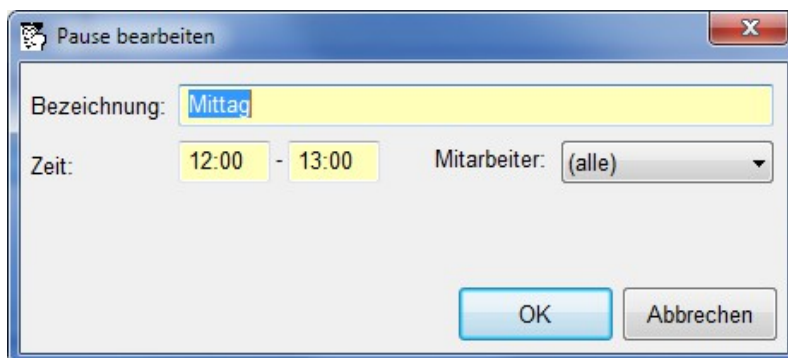 Pause bearbeiten
Bezeichnung: Mittag
Zeit: 12:00 - 13:00 Mitarbeiter: (alle)
OK Abbrechen